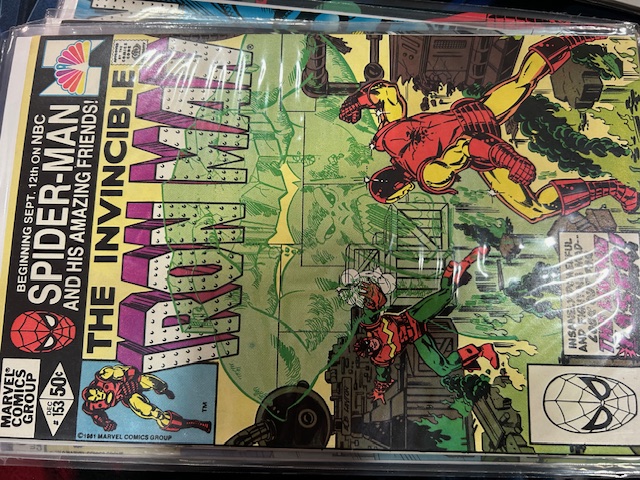 BEGINNING SEPT. 12th ON NBC
SPIDER-MAN
AND HIS AMAZING FRIENDS!
MARVEL®
COMICS
GROUP
50¢
DEC
#153
THE INVINCIBLE
IRON MAN®
TM
©1981 MARVEL COMICS GROUP